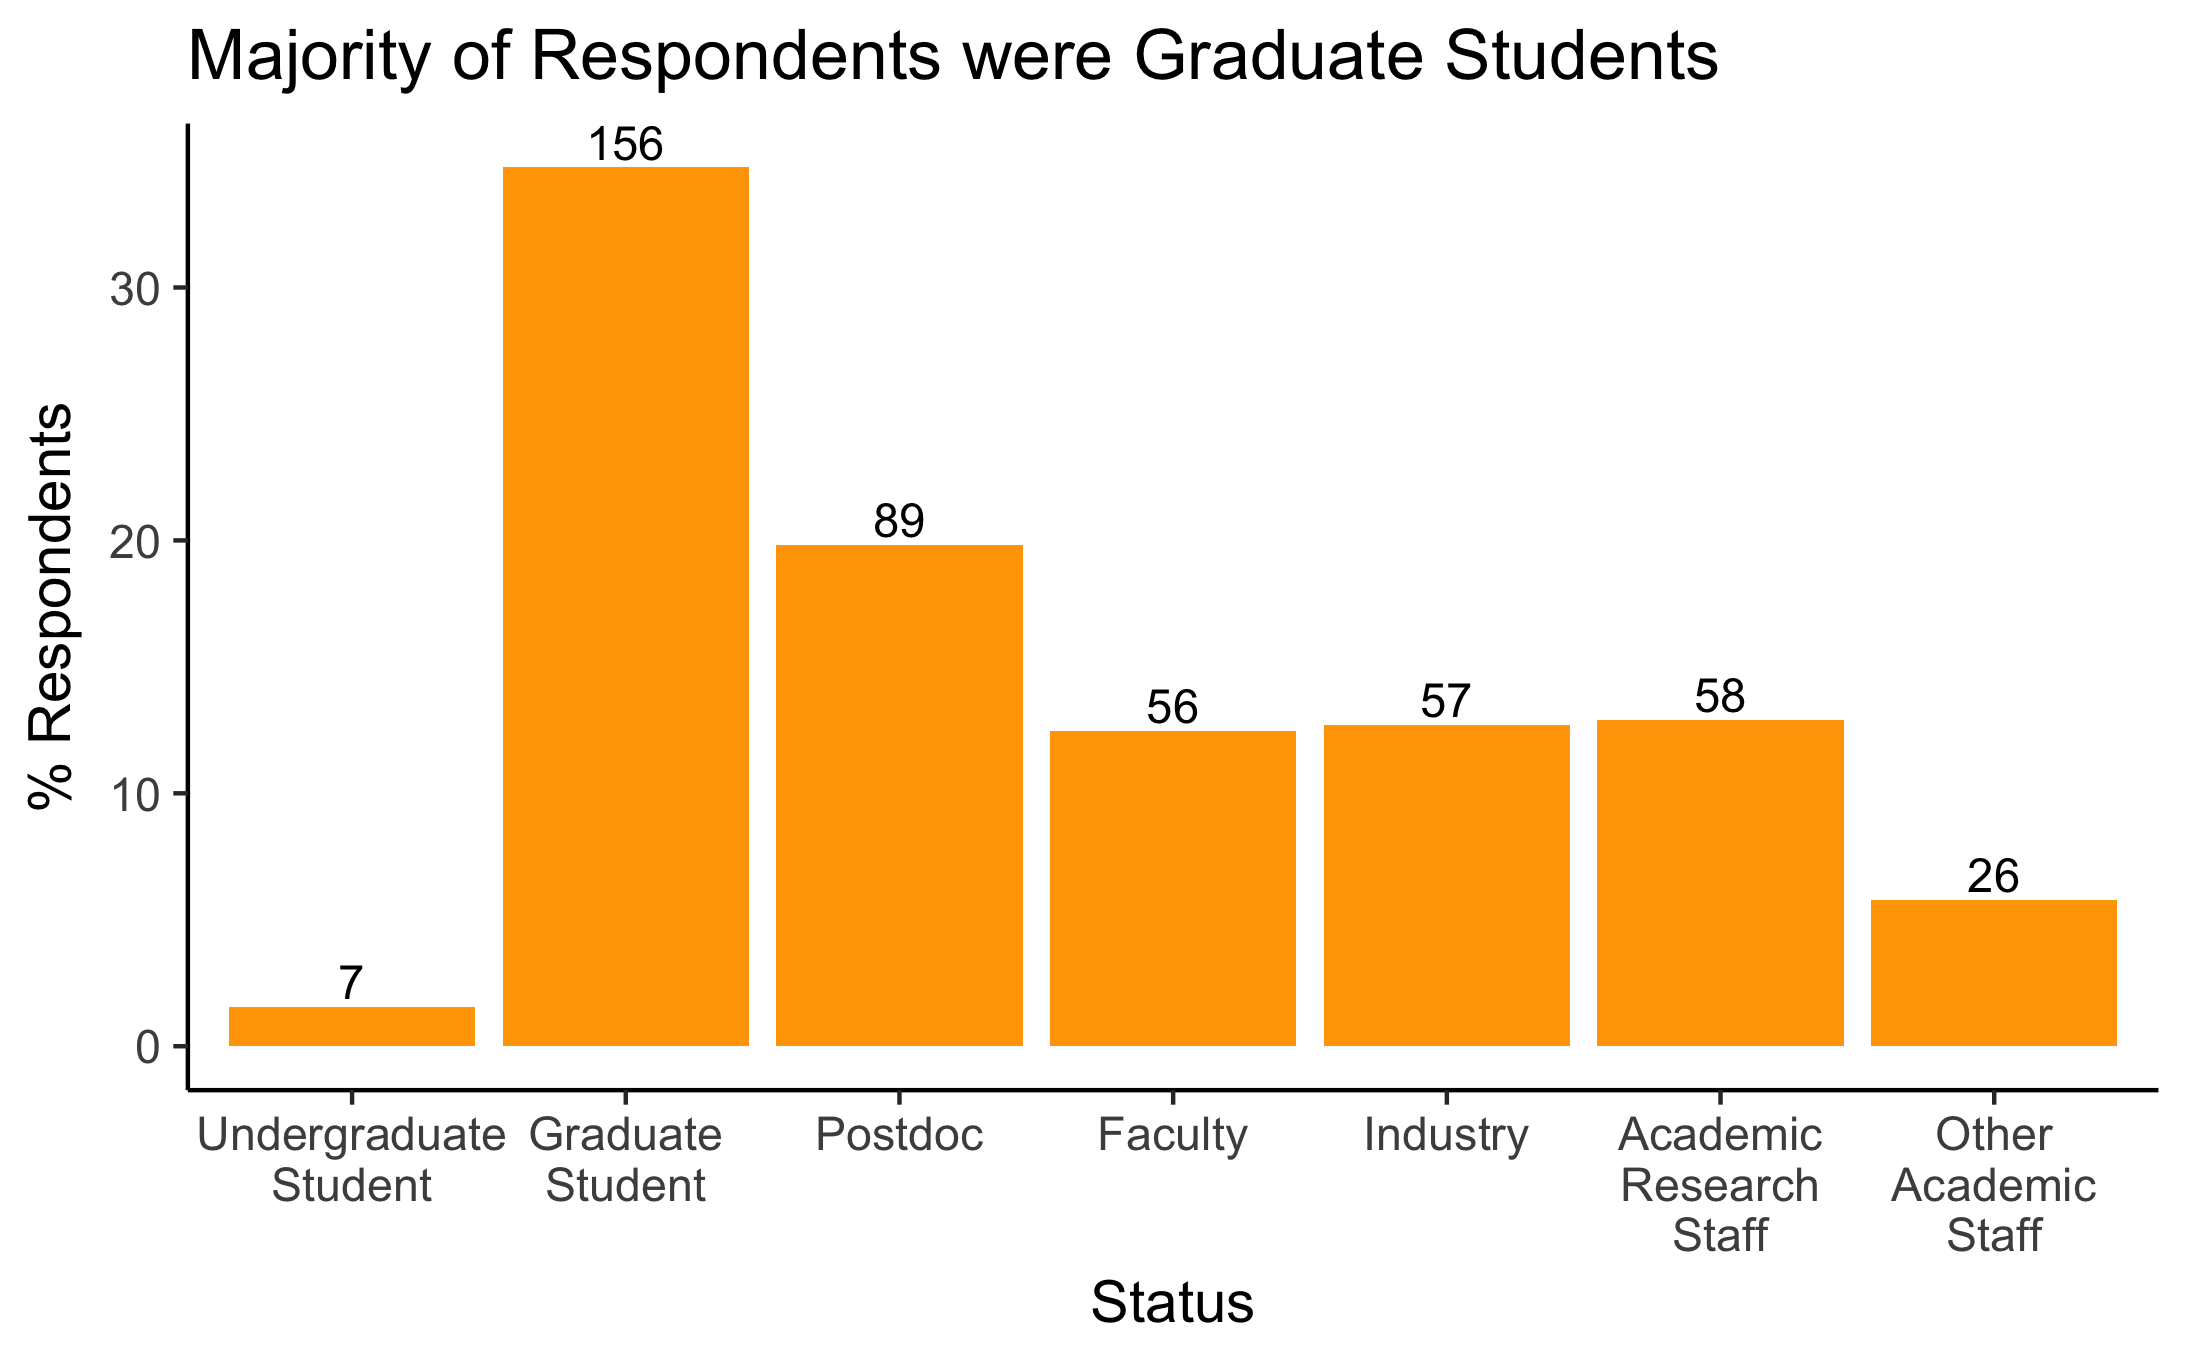 Majority of Respondents were Graduate Students
% Respondents
30
20
10
0
156
89
56
57
58
26
7
Undergraduate Student
Graduate Student
Postdoc
Faculty
Industry
Academic Research Staff
Other Academic Staff
Status